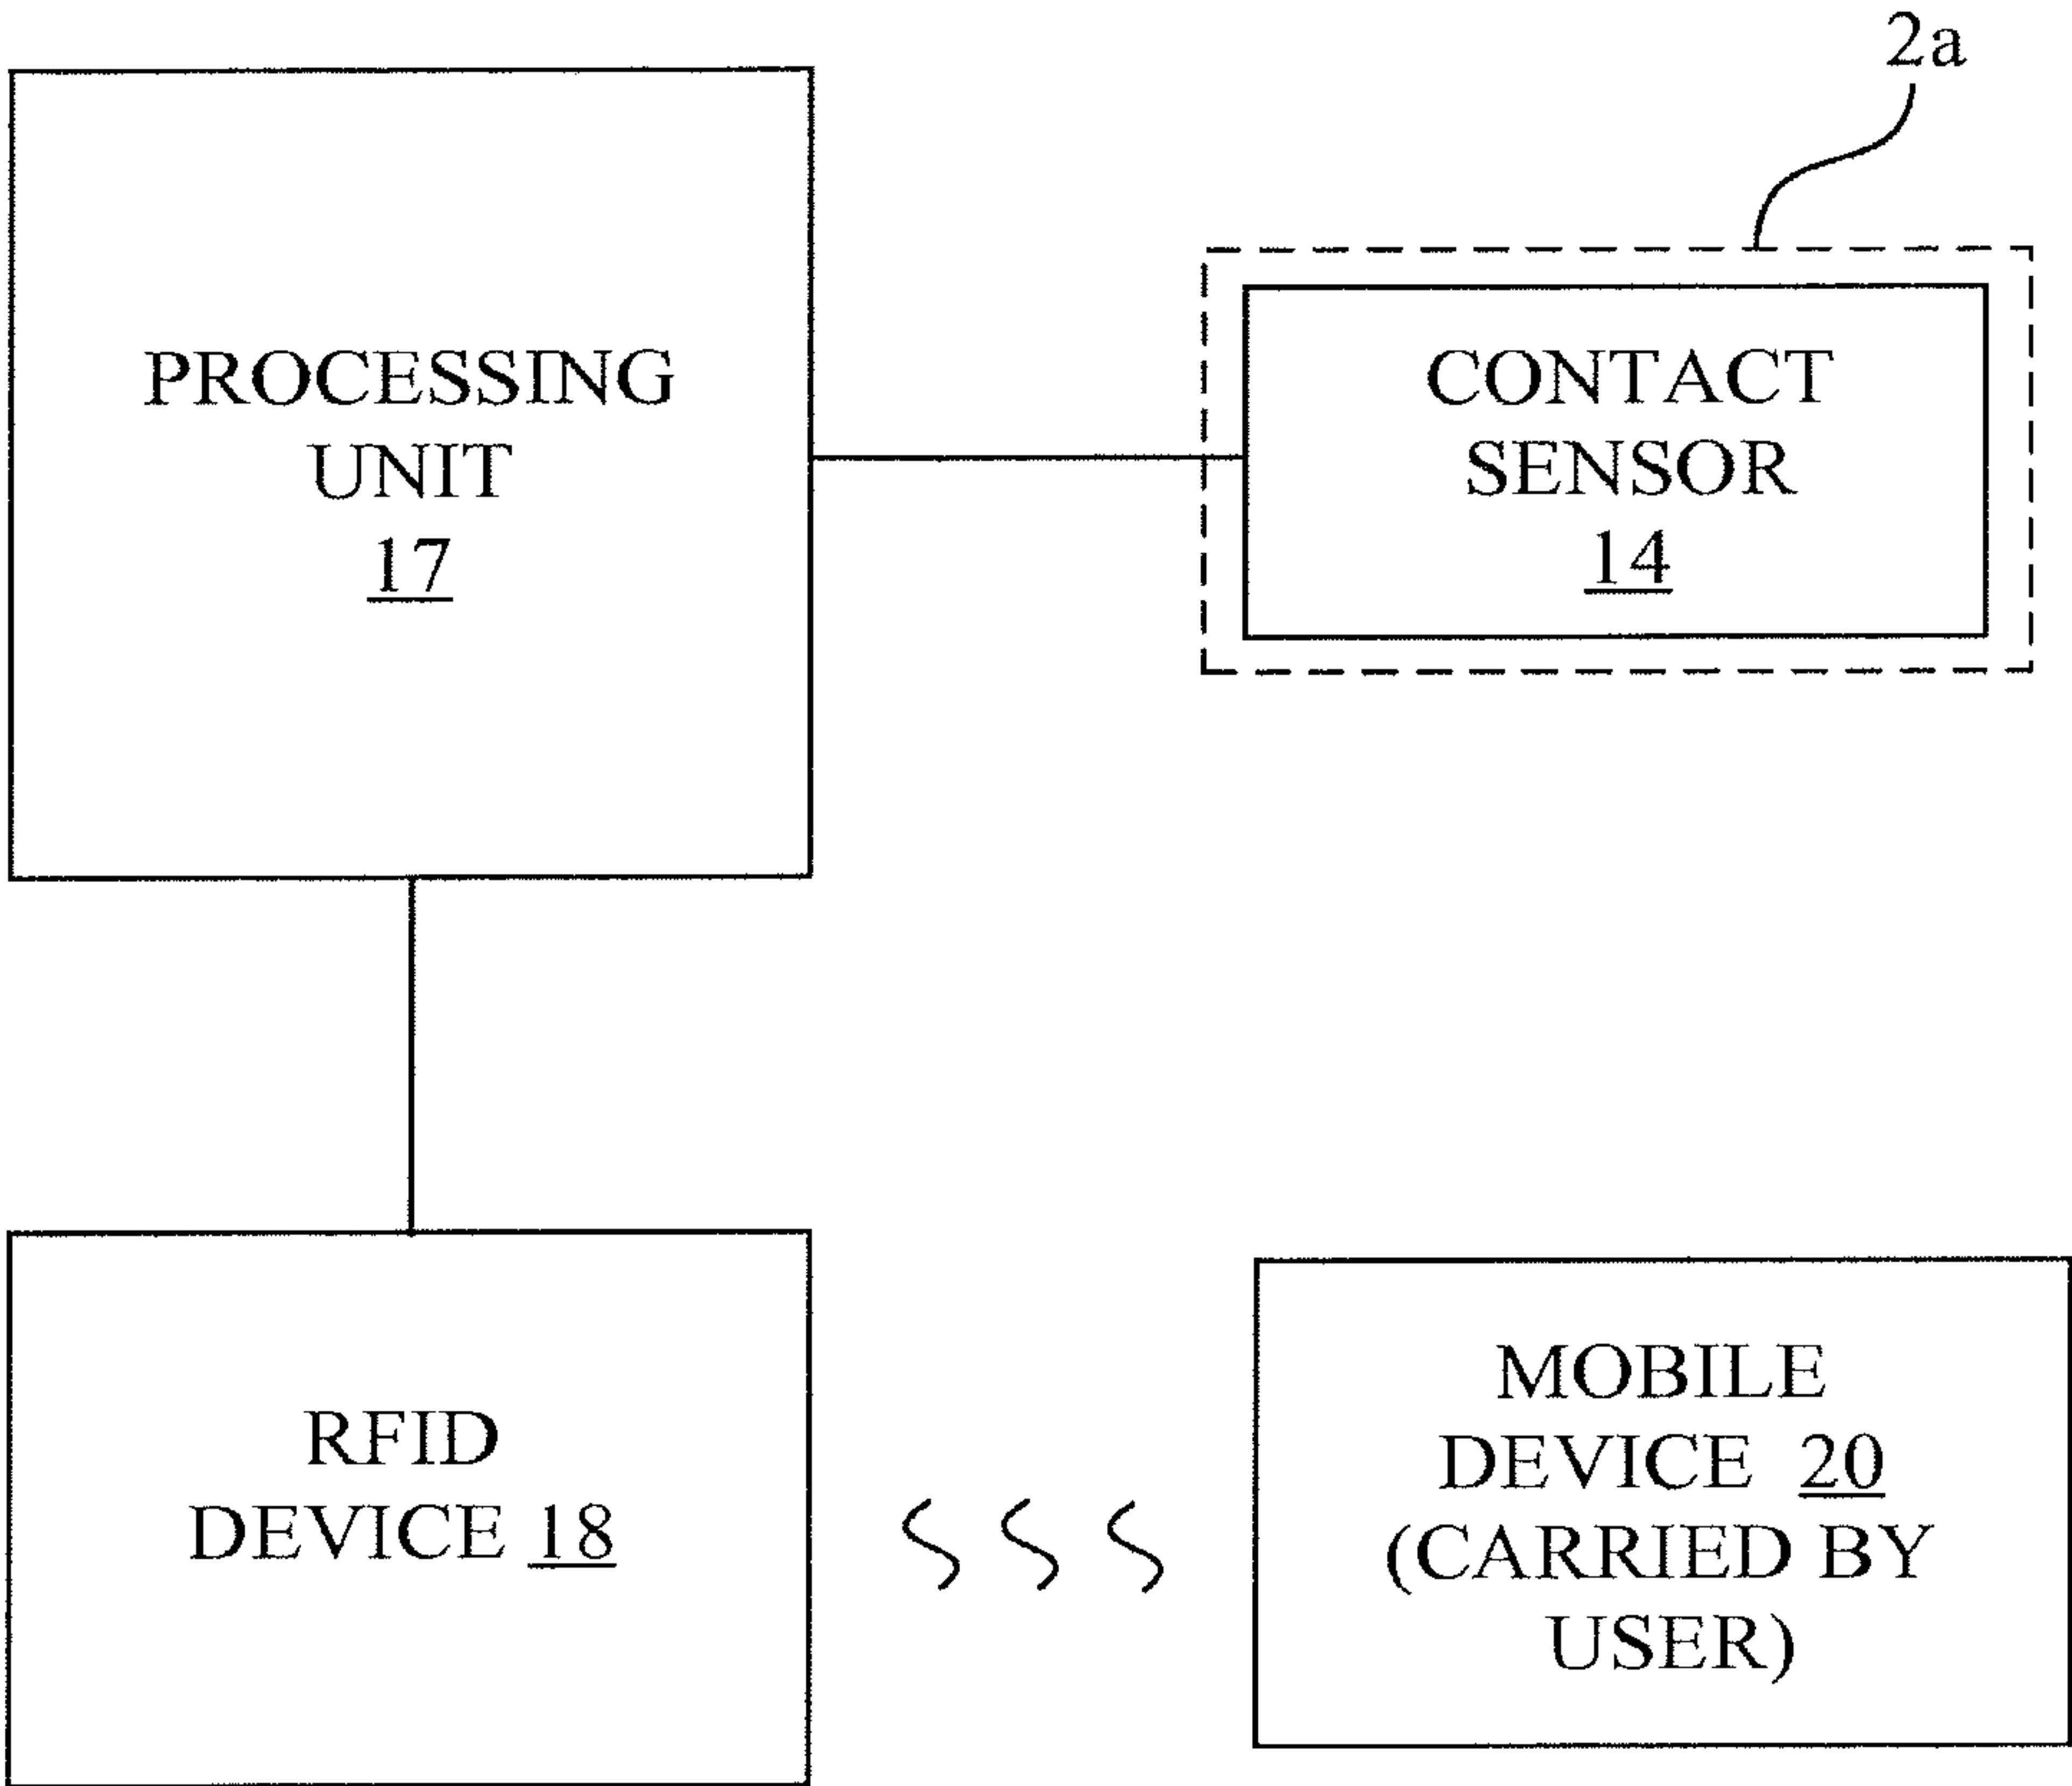 2a
PROCESSING
UNIT
17
CONTACT
SENSOR
14
RFID
DEVICE 18
MOBILE
DEVICE 20
(CARRIED BY
USER)